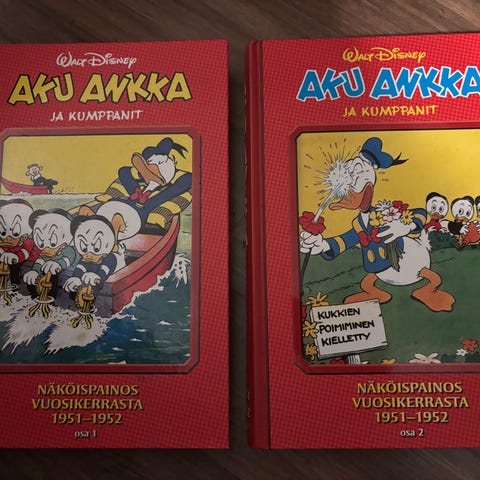 Walt Disney
AKU ANKKA
JA KUMPPANIT
NÄKÖISPAINOS
VUOSIKERRASTA
1951–1952
osa 1
Walt Disney
AKU ANKKA
JA KUMPPANIT
KUKKIEN
POIMIMINEN
KIELLETTY
NÄKÖISPAINOS
VUOSIKERRASTA
1951–1952
osa 2